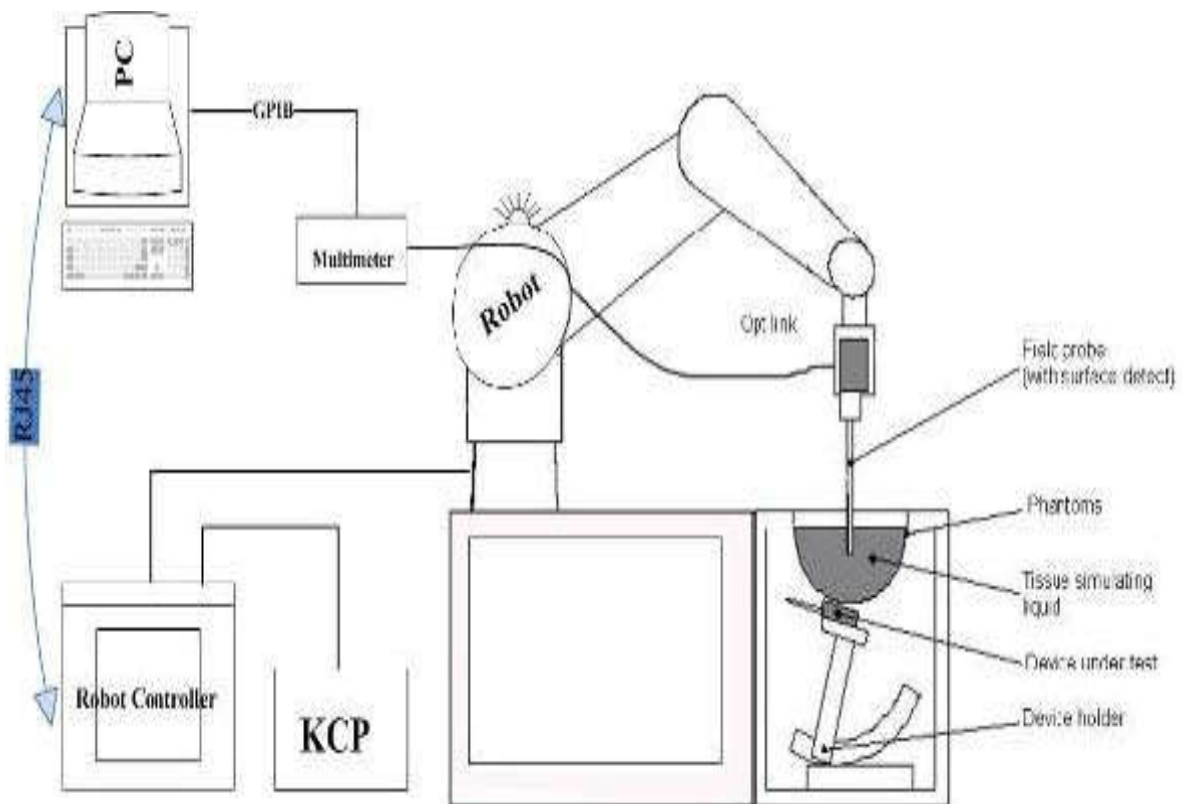 PC
GPIB
Multimeter
Robot
Opt link
Field probe
(with surface detect)
RJ45
Phantoms
Tissue simulating
liquid
Device under test
Device holder
Robot Controller
KCP